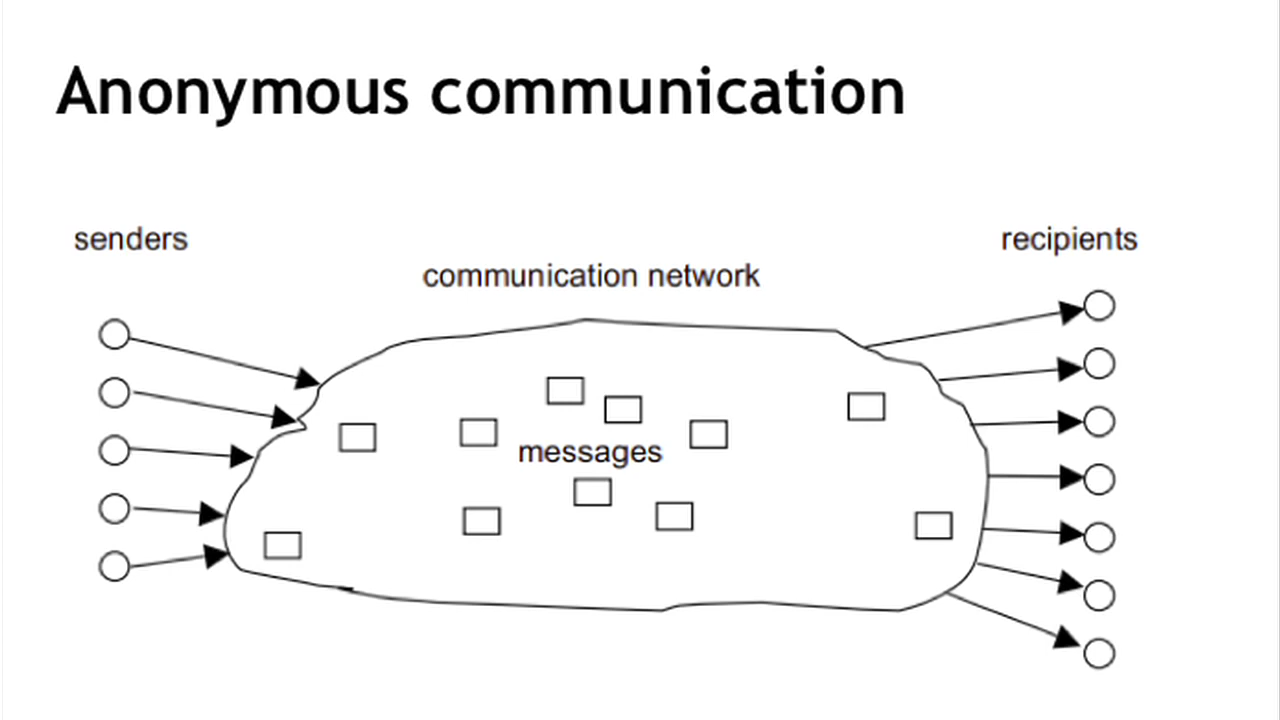 Anonymous communication
senders
recipients
communication network
messages